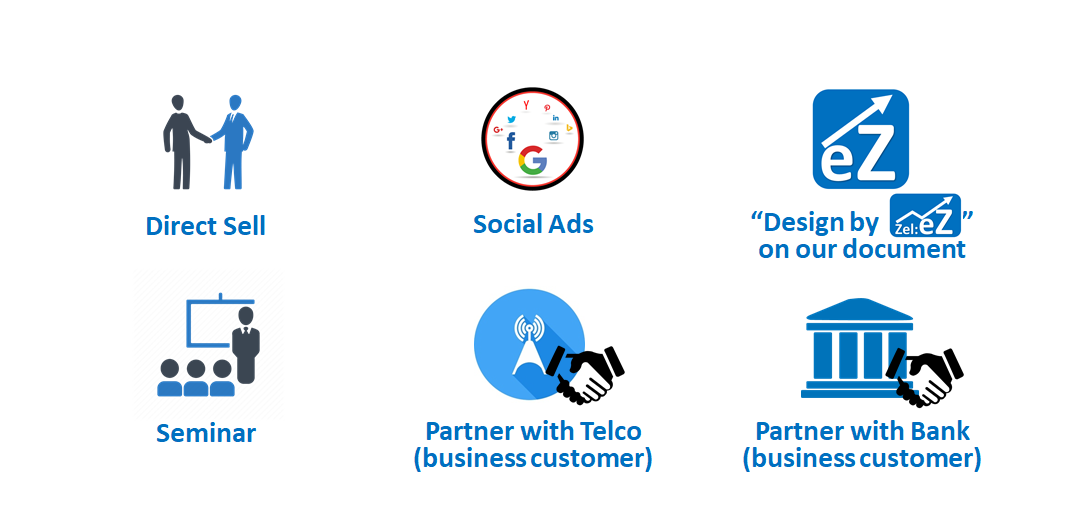 Direct Sell
Social Ads
eZ
“Design by Zel:eZ”
on our document
Seminar
Partner with Telco
(business customer)
Partner with Bank
(business customer)